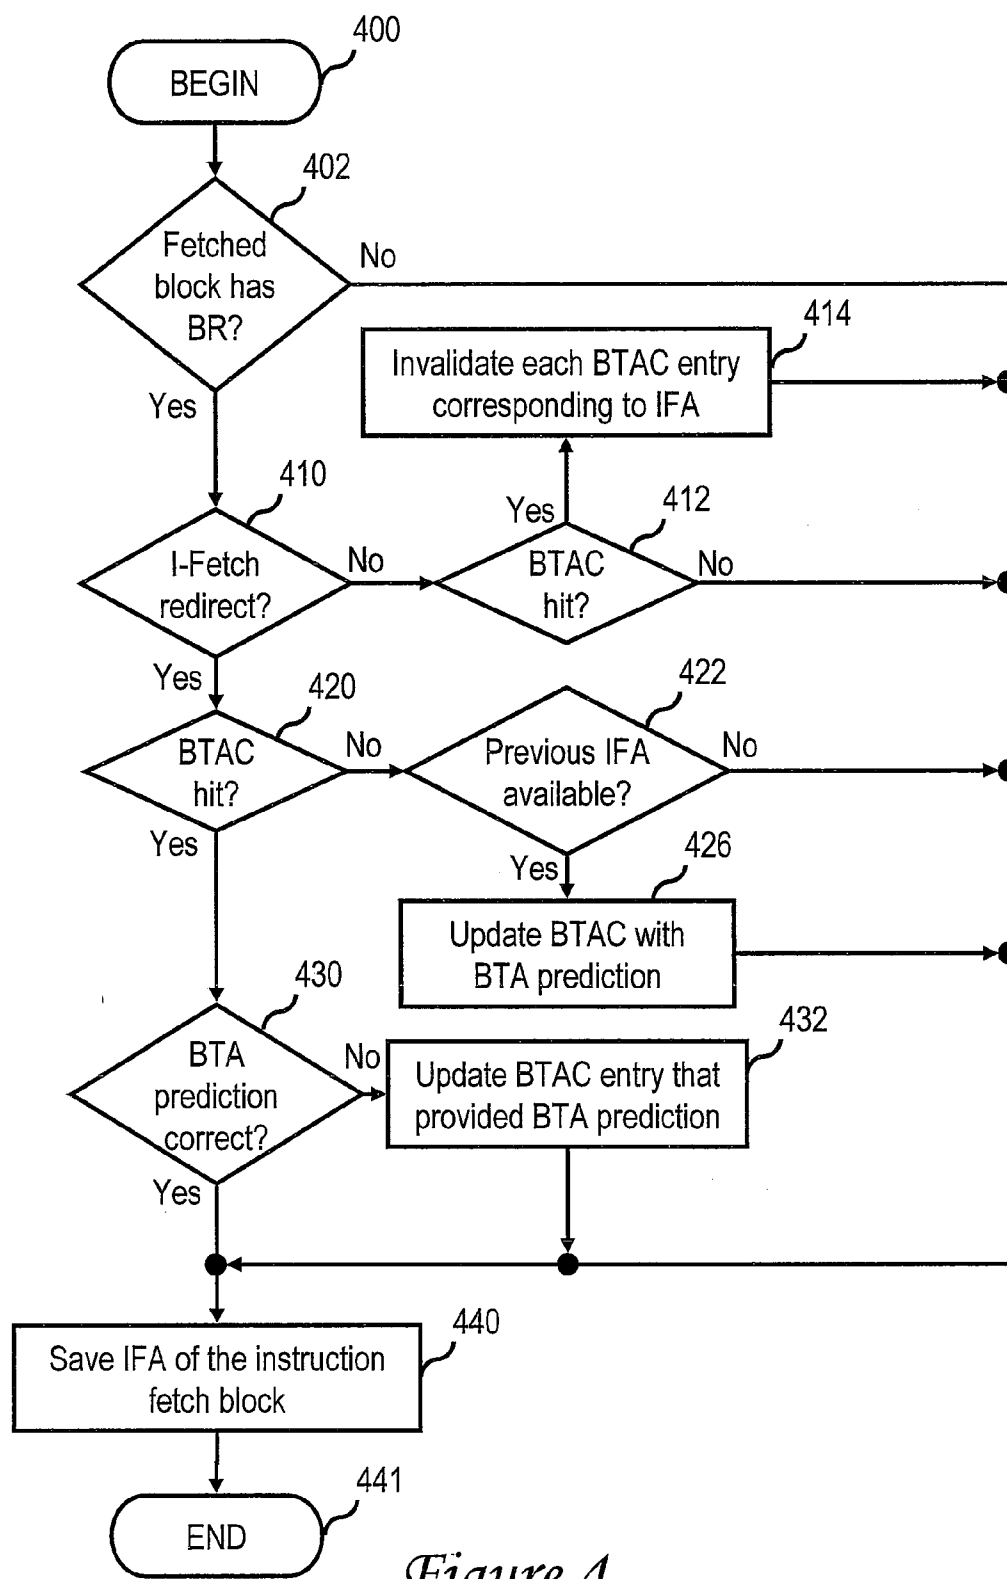 400
BEGIN
402
Fetched
block has
BR?
No
Yes
414
Invalidate each BTAC entry
corresponding to IFA
410
I-Fetch
redirect?
No
Yes
412
Yes
BTAC
hit?
No
420
BTAC
hit?
No
Yes
422
Previous IFA
available?
No
Yes
426
Update BTAC with
BTA prediction
430
BTA
prediction
correct?
No
Yes
432
Update BTAC entry that
provided BTA prediction
440
Save IFA of the instruction
fetch block
441
END
Figure 4